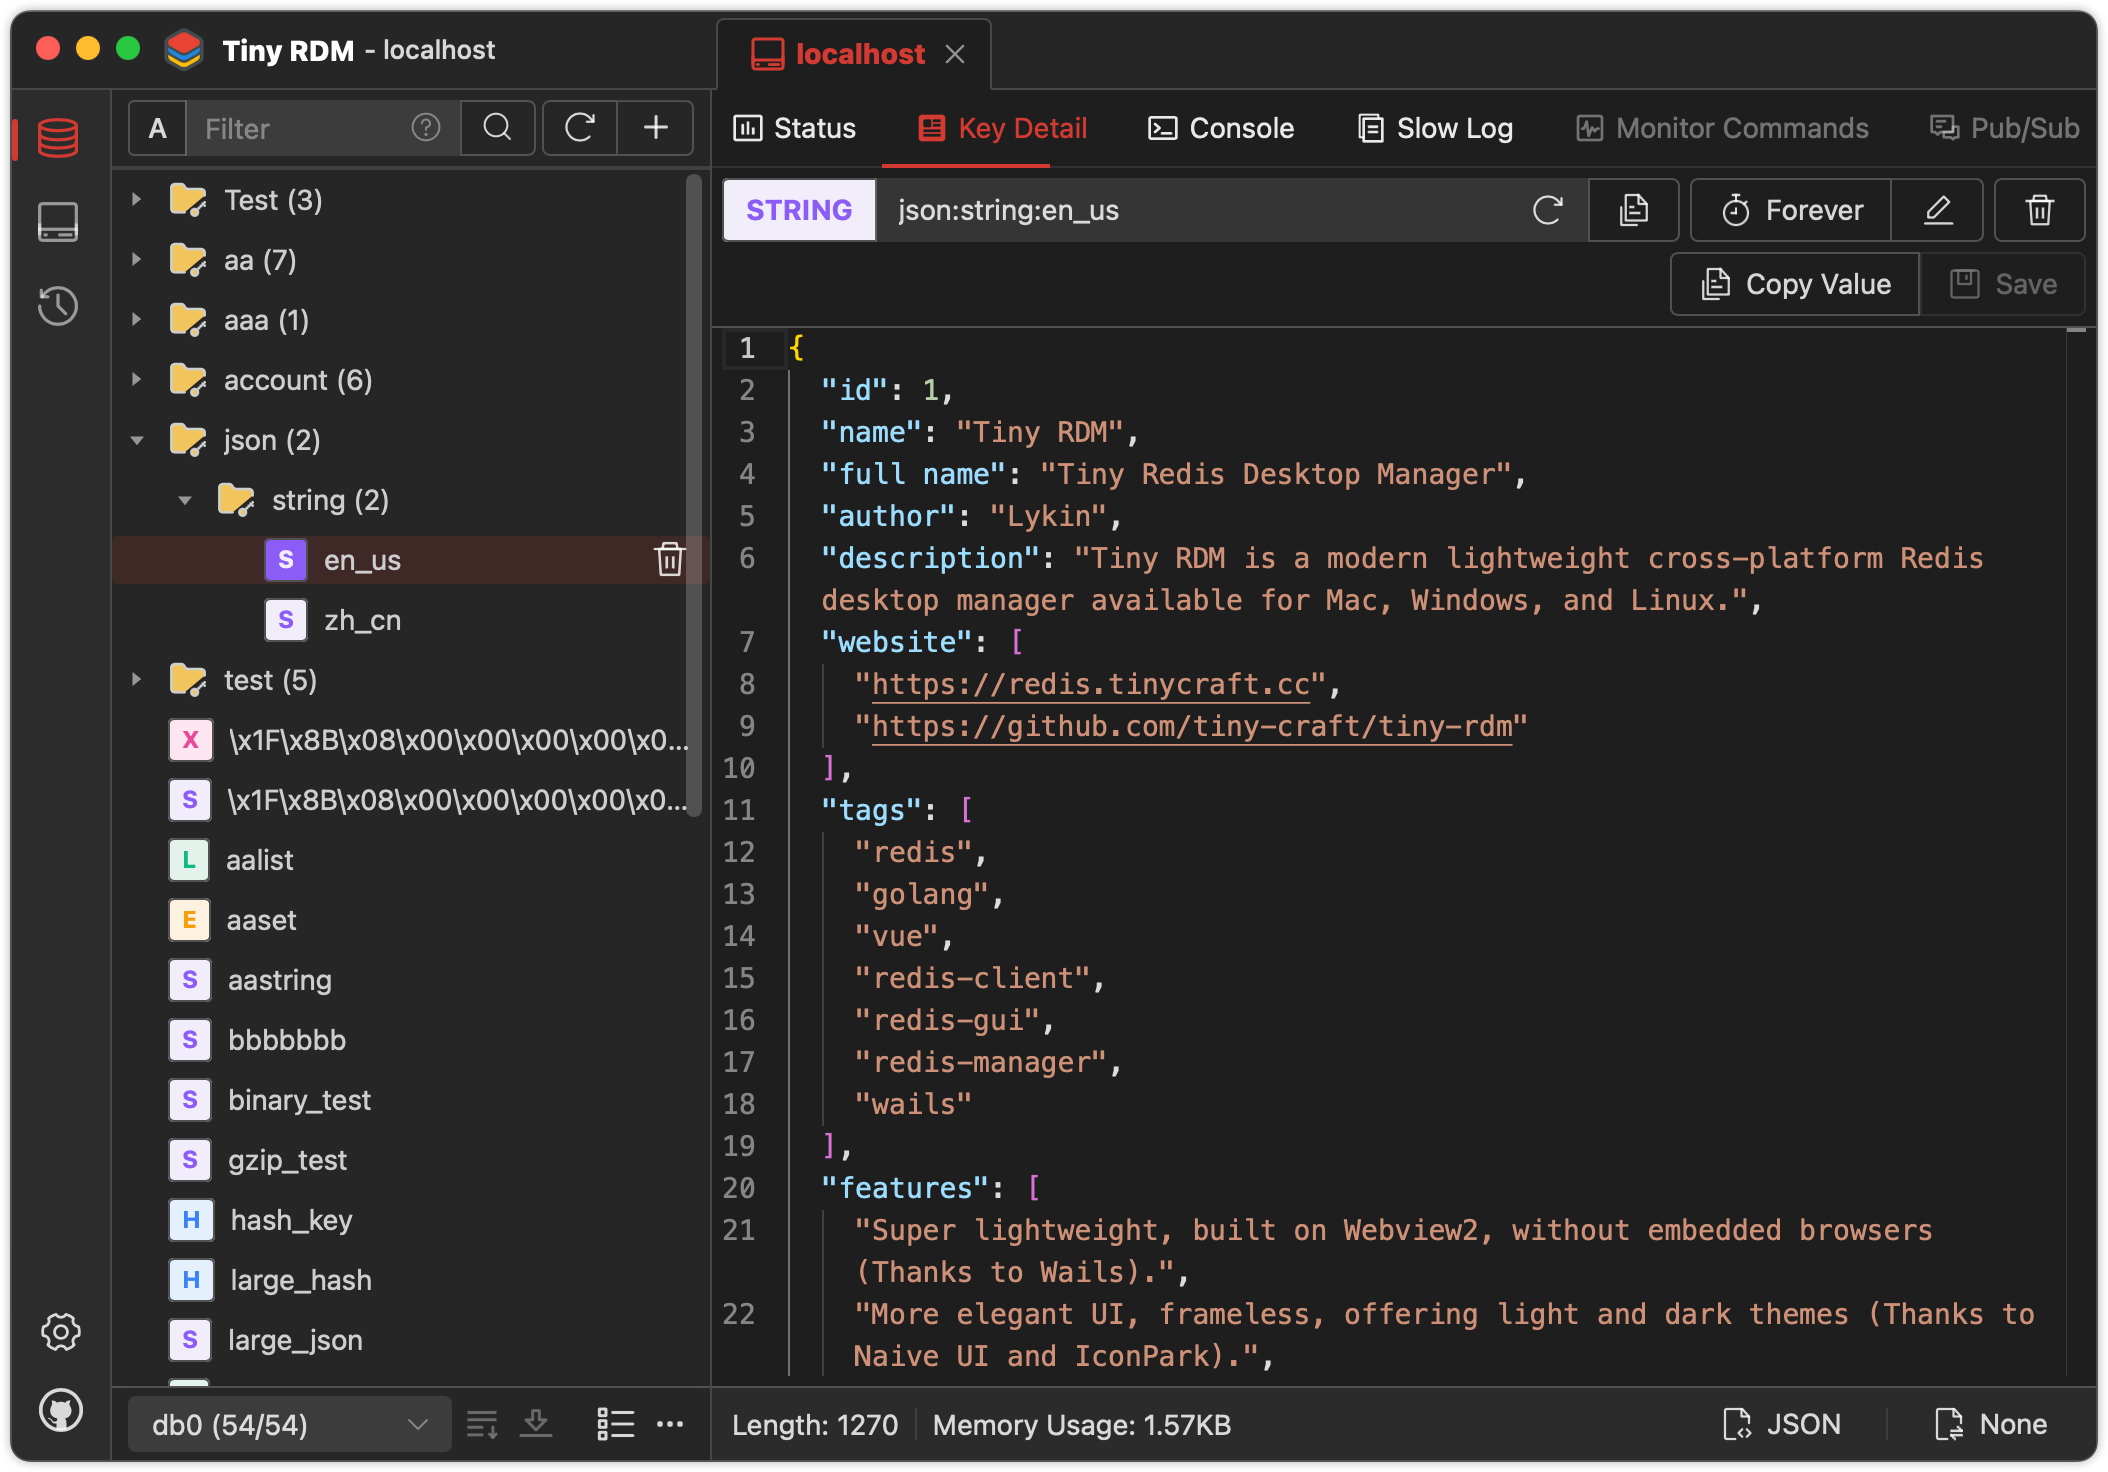 Tiny RDM - localhost
localhost
A Filter
Status Key Detail Console Slow Log Monitor Commands Pub/Sub
Test (3)
aa (7)
aaa (1)
account (6)
json (2)
string (2)
S en_us
S zh_cn
test (5)
X \x1F\x8B\x08\x00\x00\x00\x00\x0...
S \x1F\x8B\x08\x00\x00\x00\x00\x0...
L aalist
E aaset
S aastring
S bbbbbbb
S binary_test
S gzip_test
H hash_key
H large_hash
S large_json
db0 (54/54)
STRING json:string:en_us Forever
Copy Value Save
1 {
2 "id": 1,
3 "name": "Tiny RDM",
4 "full name": "Tiny Redis Desktop Manager",
5 "author": "Lykin",
6 "description": "Tiny RDM is a modern lightweight cross-platform Redis
desktop manager available for Mac, Windows, and Linux.",
7 "website": [
8 "https://redis.tinycraft.cc",
9 "https://github.com/tiny-craft/tiny-rdm"
10 ],
11 "tags": [
12 "redis",
13 "golang",
14 "vue",
15 "redis-client",
16 "redis-gui",
17 "redis-manager",
18 "wails"
19 ],
20 "features": [
21 "Super lightweight, built on Webview2, without embedded browsers
(Thanks to Wails).",
22 "More elegant UI, frameless, offering light and dark themes (Thanks to
Naive UI and IconPark).",
Length: 1270 Memory Usage: 1.57KB JSON None